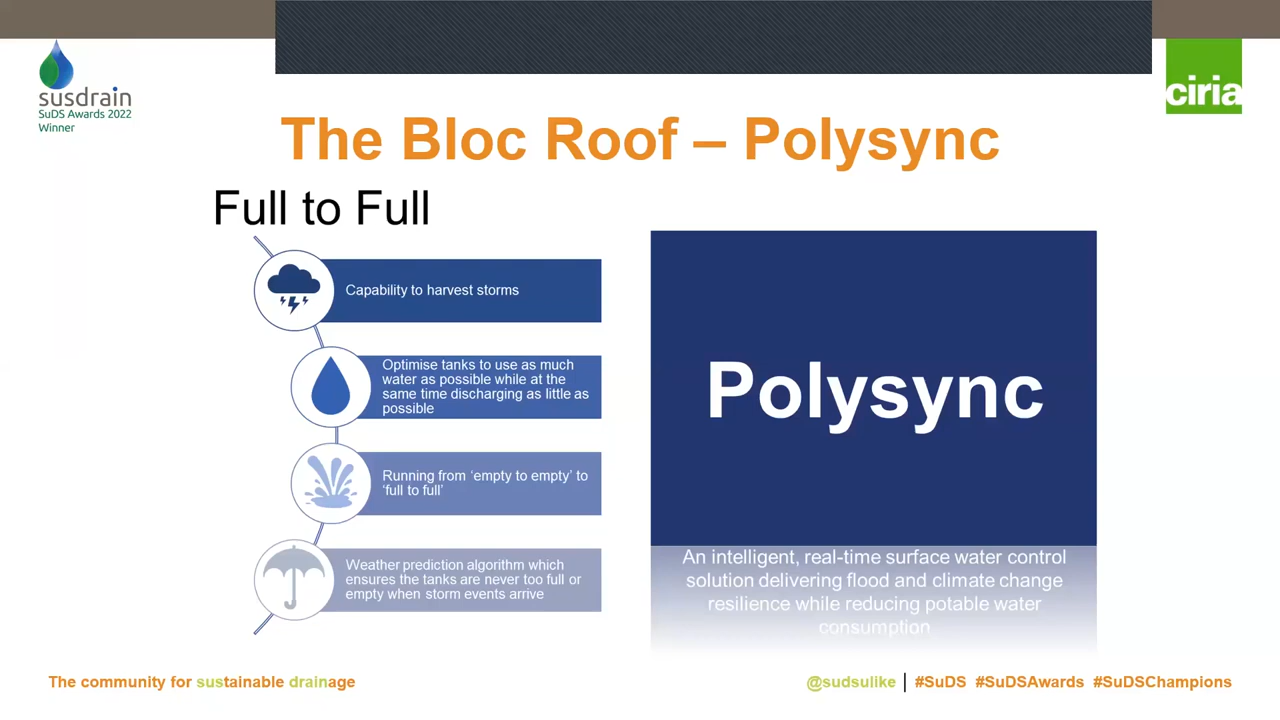 susdrain
SuDS Awards 2022
Winner
ciria
The Bloc Roof – Polysync
Full to Full
Capability to harvest storms
Optimise tanks to use as much
water as possible while at the
same time discharging as little as
possible
Running from ‘empty to empty’ to
‘full to full’
Weather prediction algorithm which
ensures the tanks are never too full or
empty when storm events arrive
Polysync
An intelligent, real-time surface water control
solution delivering flood and climate change
resilience while reducing potable water
consumption
The community for sustainable drainage
@sudsulike | #SuDS #SuDSAwards #SuDSChampions